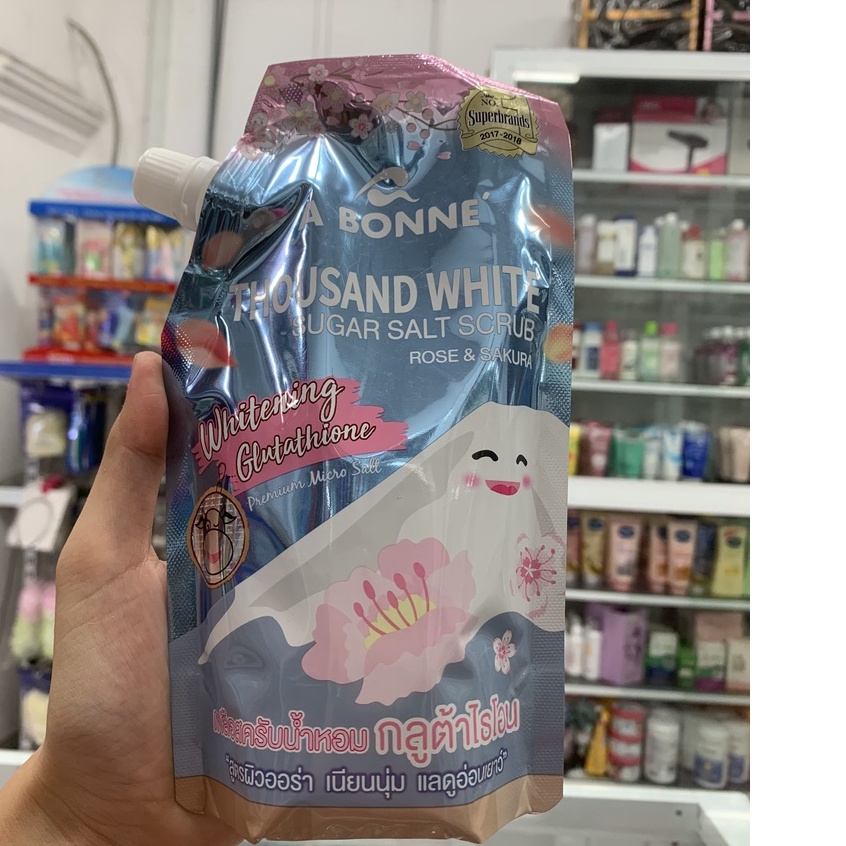 NO.
Superbrands
2017-2018
A BONNE'
THOUSAND WHITE
SUGAR SALT SCRUB
ROSE & SAKURA
Whitening
Glutathione
Premium Micro Salt
เกลือสครับน้ำหอม กลูต้าไธโอน
"สูตรผิวออร่า เนียนนุ่ม แลดูอ่อนเยาว์"